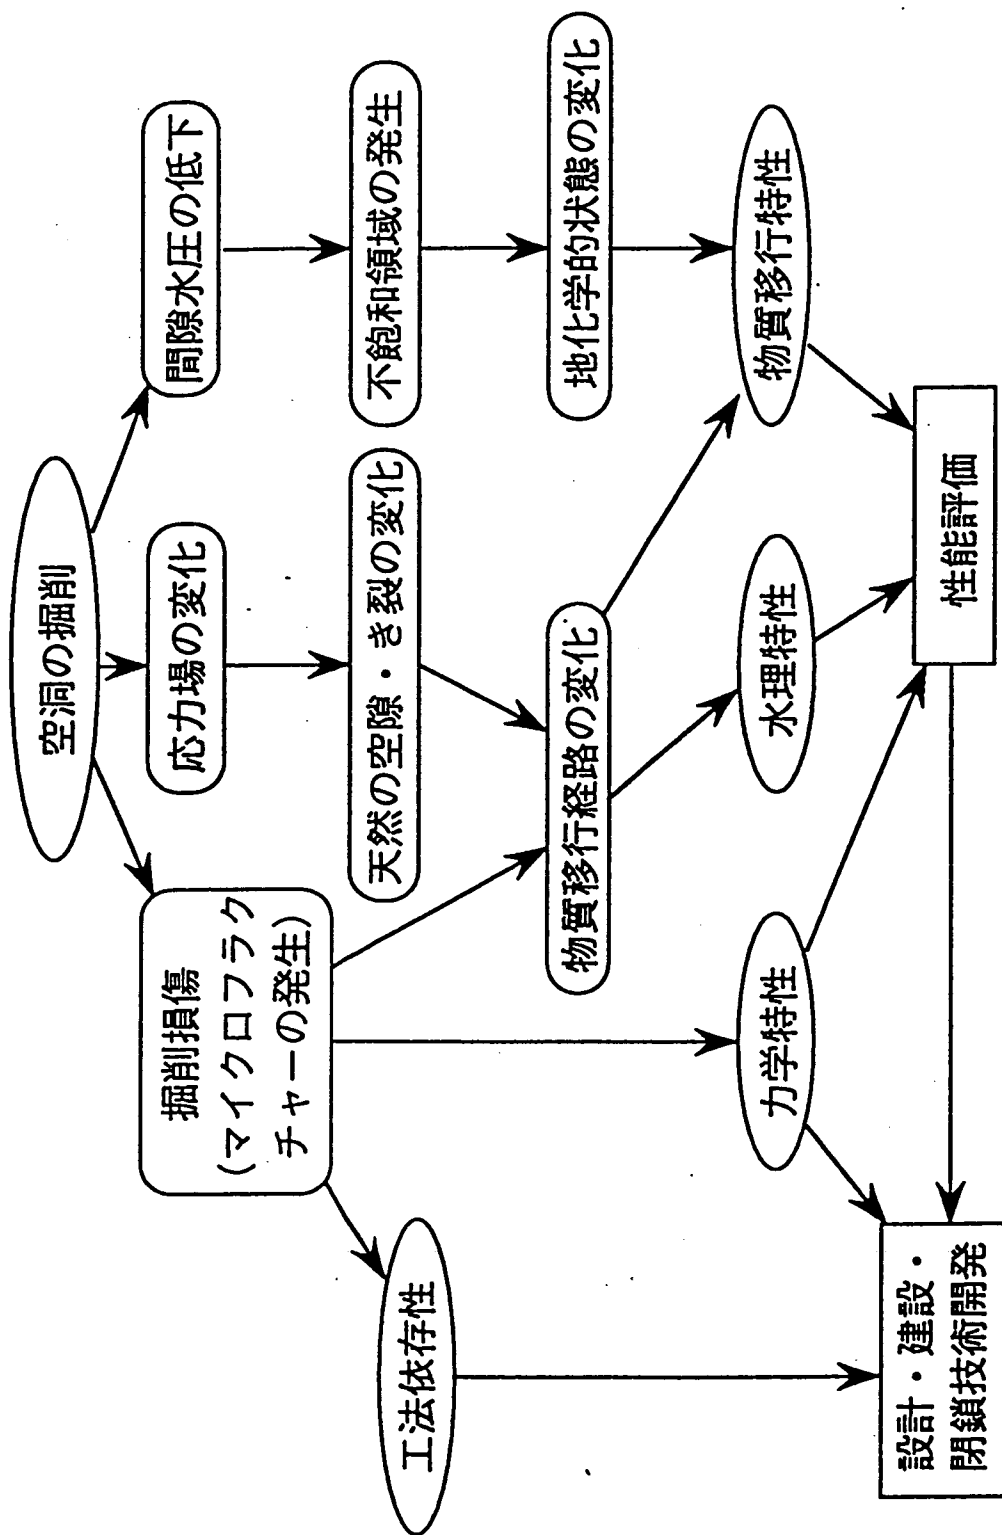 空洞の掘削
掘削損傷
(マイクロフラク
チャーの発生)
応力場の変化
間隙水圧の低下
工法依存性
天然の空隙・き裂の変化
不飽和領域の発生
物質移行経路の変化
地化学的状態の変化
力学特性
水理特性
物質移行特性
設計・建設・
閉鎖技術開発
性能評価